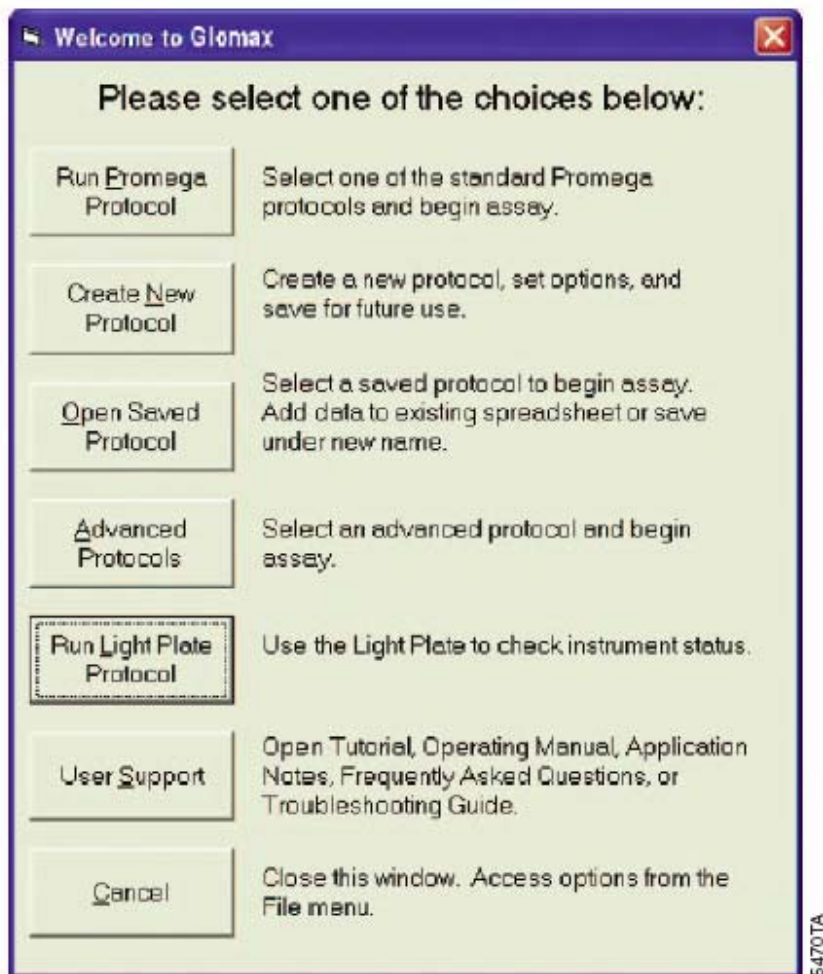 Welcome to Glomax
Please select one of the choices below:
Run Promega
Protocol
Select one of the standard Promega
protocols and begin assay.
Create New
Protocol
Create a new protocol, set options, and
save for future use.
Open Saved
Protocol
Select a saved protocol to begin assay.
Add data to existing spreadsheet or save
under new name.
Advanced
Protocols
Select an advanced protocol and begin
assay.
Run Light Plate
Protocol
Use the Light Plate to check instrument status.
User Support
Open Tutorial, Operating Manual, Application
Notes, Frequently Asked Questions, or
Troubleshooting Guide.
Cancel
Close this window. Access options from the
File menu.
5470TA